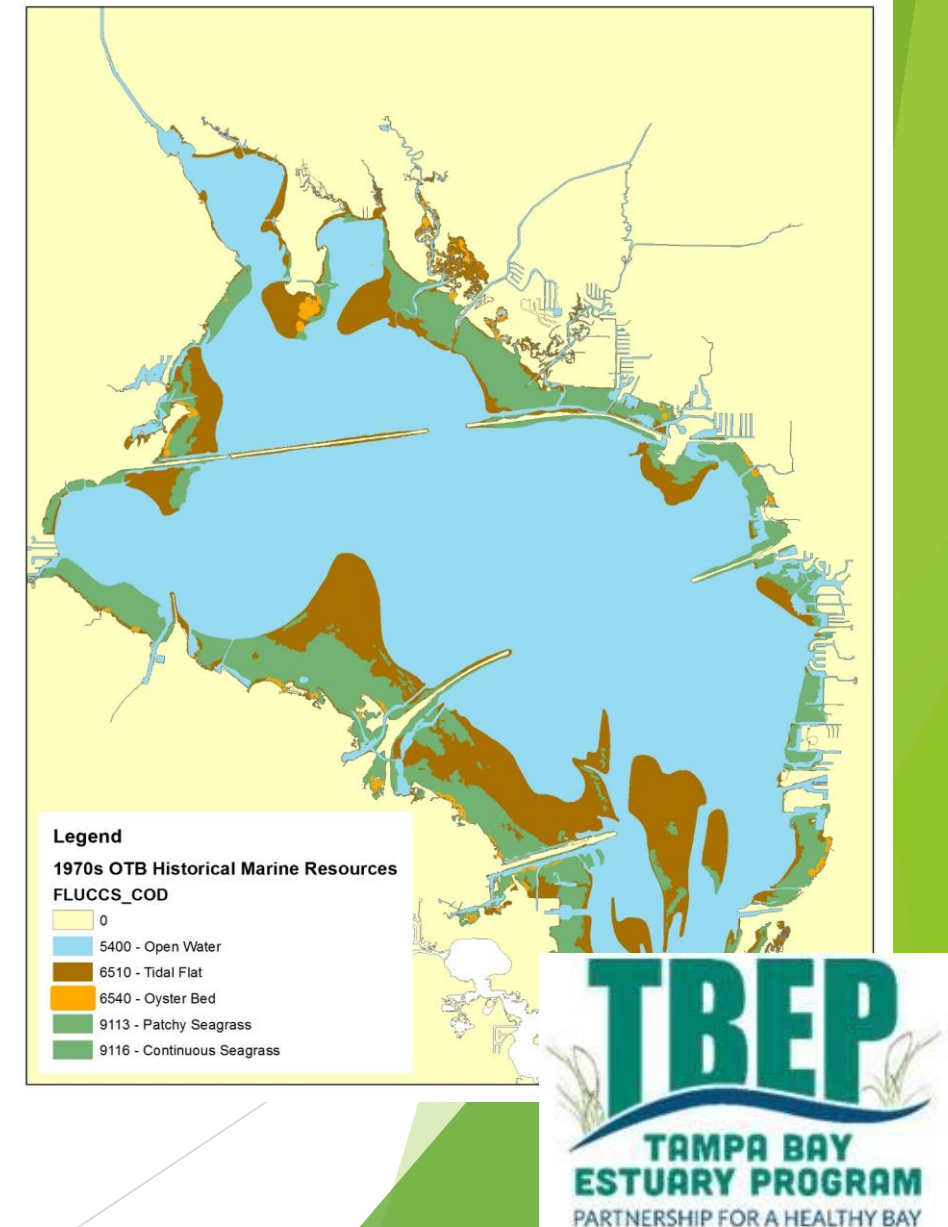 Legend
1970s OTB Historical Marine Resources
FLUCCS_COD
0
5400 - Open Water
6510 - Tidal Flat
6540 - Oyster Bed
9113 - Patchy Seagrass
9116 - Continuous Seagrass
TBEP
TAMPA BAY
ESTUARY PROGRAM
PARTNERSHIP FOR A HEALTHY BAY